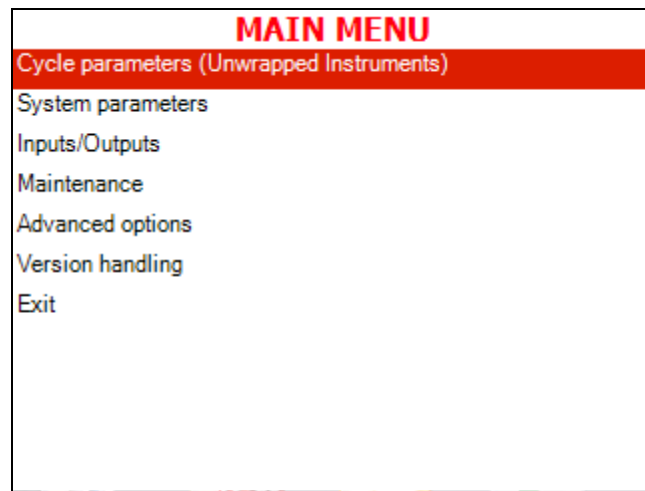 MAIN MENU
Cycle parameters (Unwrapped Instruments)
System parameters
Inputs/Outputs
Maintenance
Advanced options
Version handling
Exit